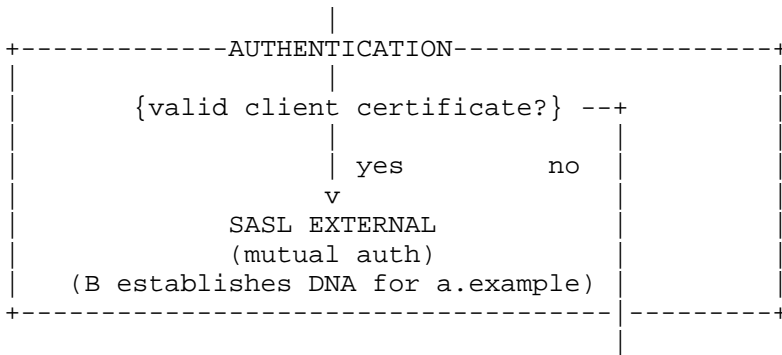 AUTHENTICATION
{valid client certificate?}
yes no
v
SASL EXTERNAL
(mutual auth)
(B establishes DNA for a.example)